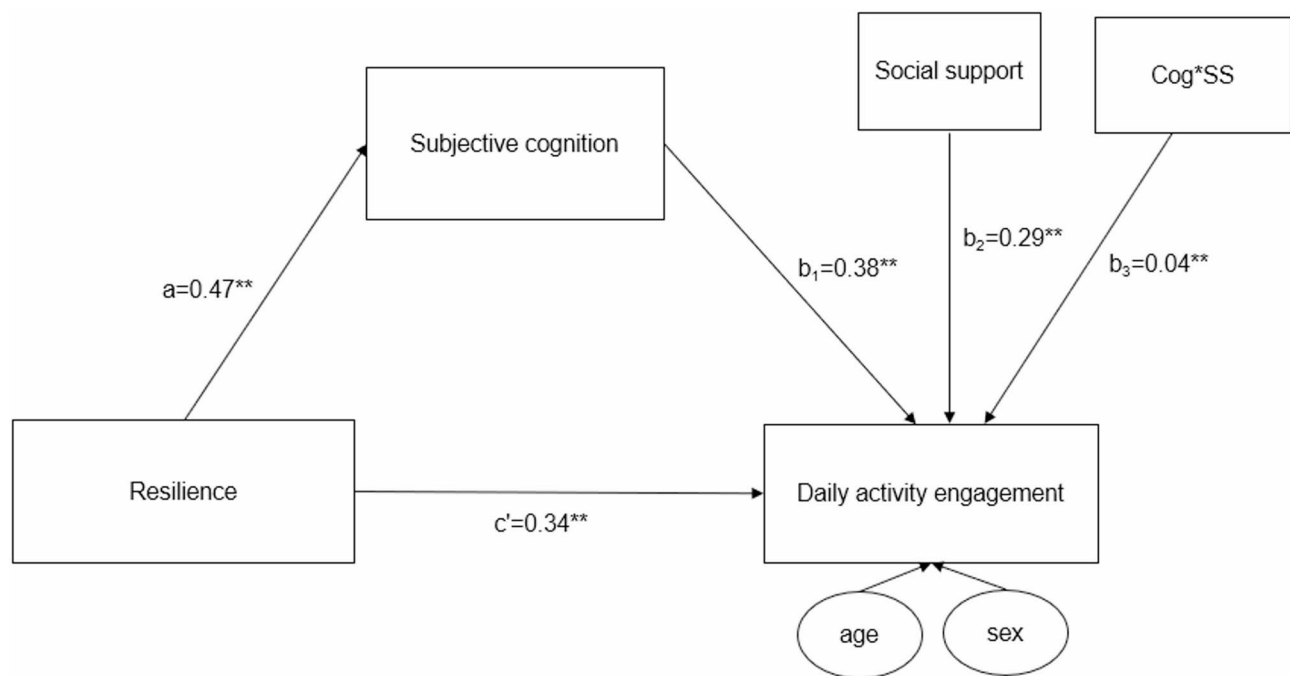 Social support
Cog*SS
Subjective cognition
b₂=0.29**
b₁=0.38**
b₃=0.04**
a=0.47**
Resilience
Daily activity engagement
c'=0.34**
age
sex